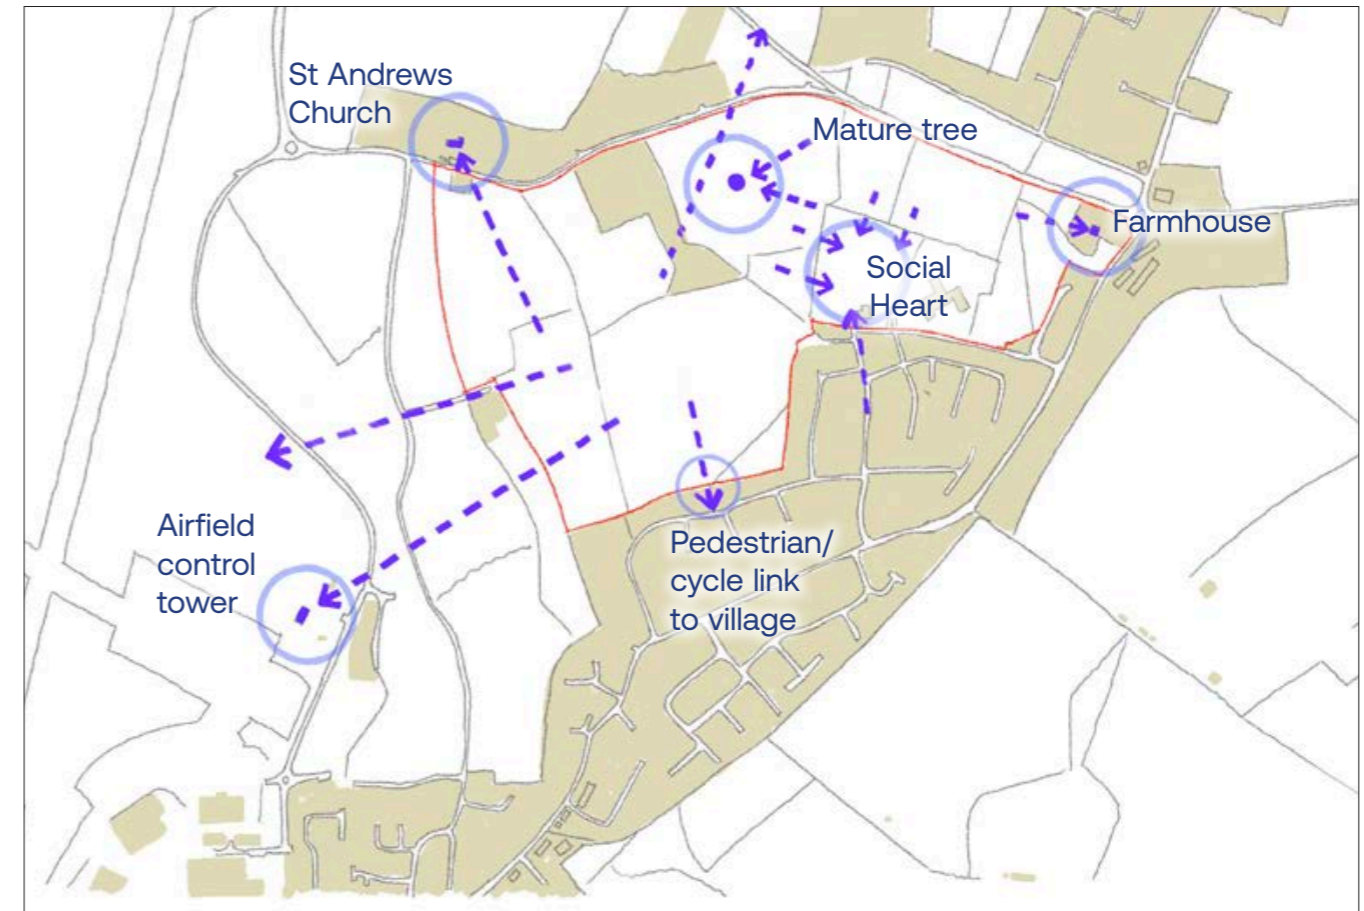 St Andrews
Church
Mature tree
Farmhouse
Social
Heart
Airfield
control
tower
Pedestrian/
cycle link
to village